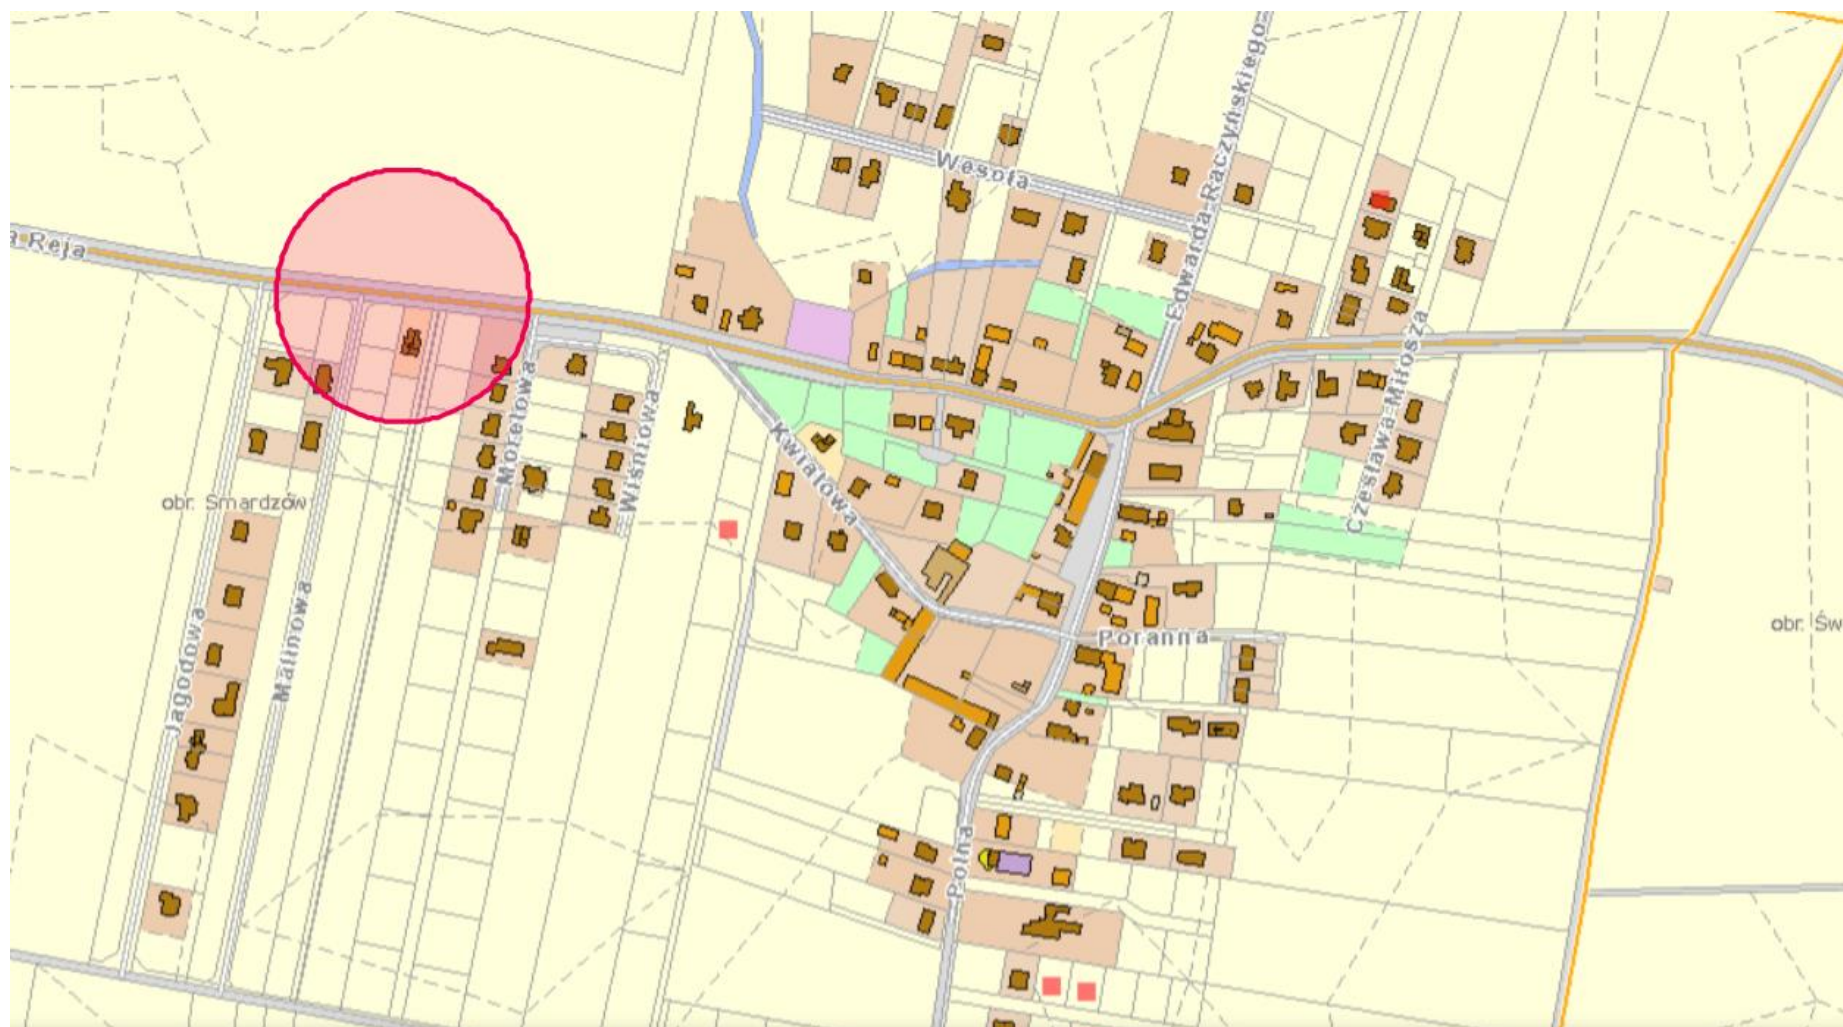 a Reja
Wesoła
Edwarda Raczyńskiego
Czesława Miłosza
Kwiatowa
Morelowa
Wiśniowa
obr. Smardzów
Jagodowa
Malinowa
Poranna
obr. Św
Polna